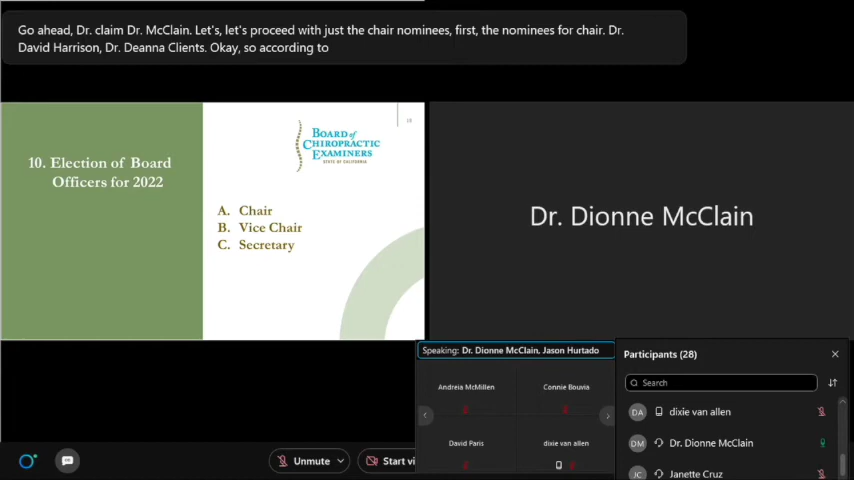 Go ahead, Dr. claim Dr. McClain. Let's, let's proceed with just the chair nominees, first, the nominees for chair. Dr.
David Harrison, Dr. Deanna Clients. Okay, so according to
18
BOARD of
CHIROPRACTIC
EXAMINERS
STATE OF CALIFORNIA
10. Election of Board
Officers for 2022
A. Chair
B. Vice Chair
C. Secretary
Dr. Dionne McClain
Speaking: Dr. Dionne McClain, Jason Hurtado
Andreia McMillen
Connie Bouvia
David Paris
dixie van allen
Participants (28)
Search
DA dixie van allen
DM Dr. Dionne McClain
JC Janette Cruz
Unmute
Start vi